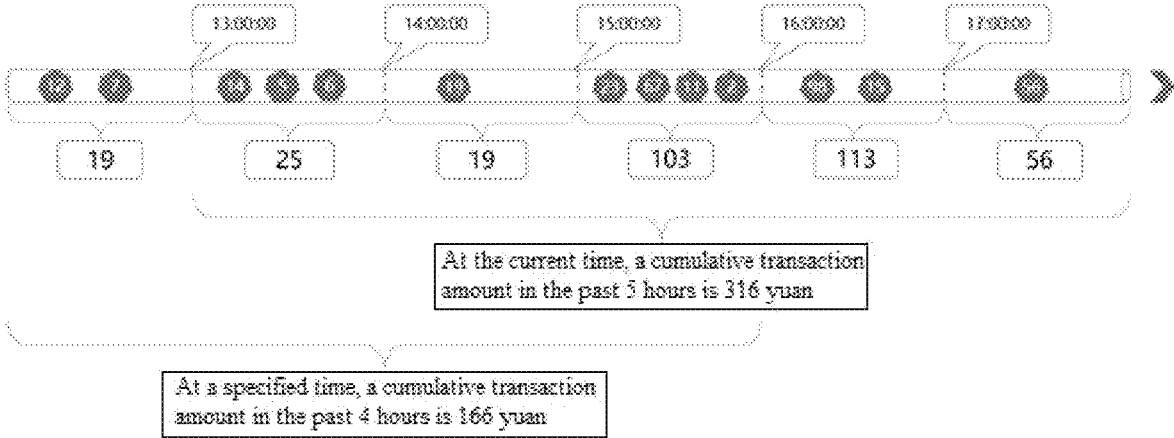 13:00:00
14:00:00
15:00:00
16:00:00
17:00:00
19
25
19
103
113
56
At the current time, a cumulative transaction
amount in the past 5 hours is 316 yuan
At a specified time, a cumulative transaction
amount in the past 4 hours is 166 yuan